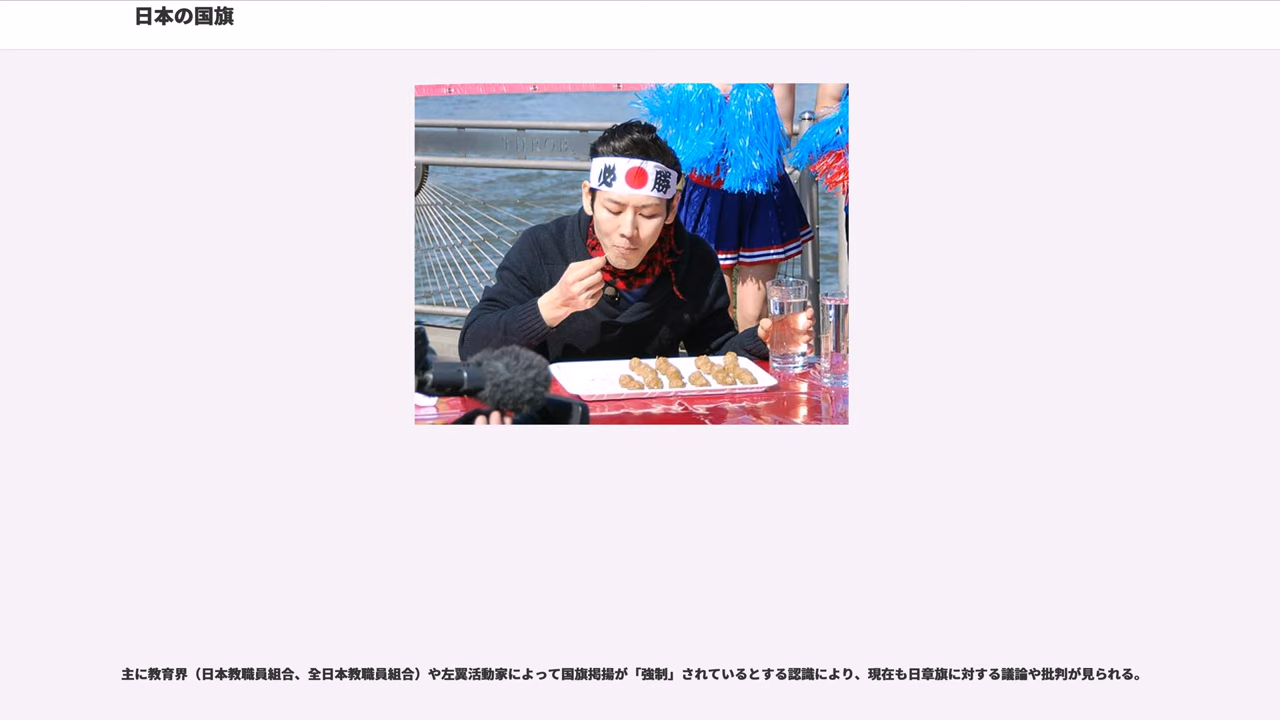 日本の国旗
必勝
主に教育界（日本教職員組合、全日本教職員組合）や左翼活動家によって国旗掲揚が「強制」されているとする認識により、現在も日章旗に対する議論や批判が見られる。